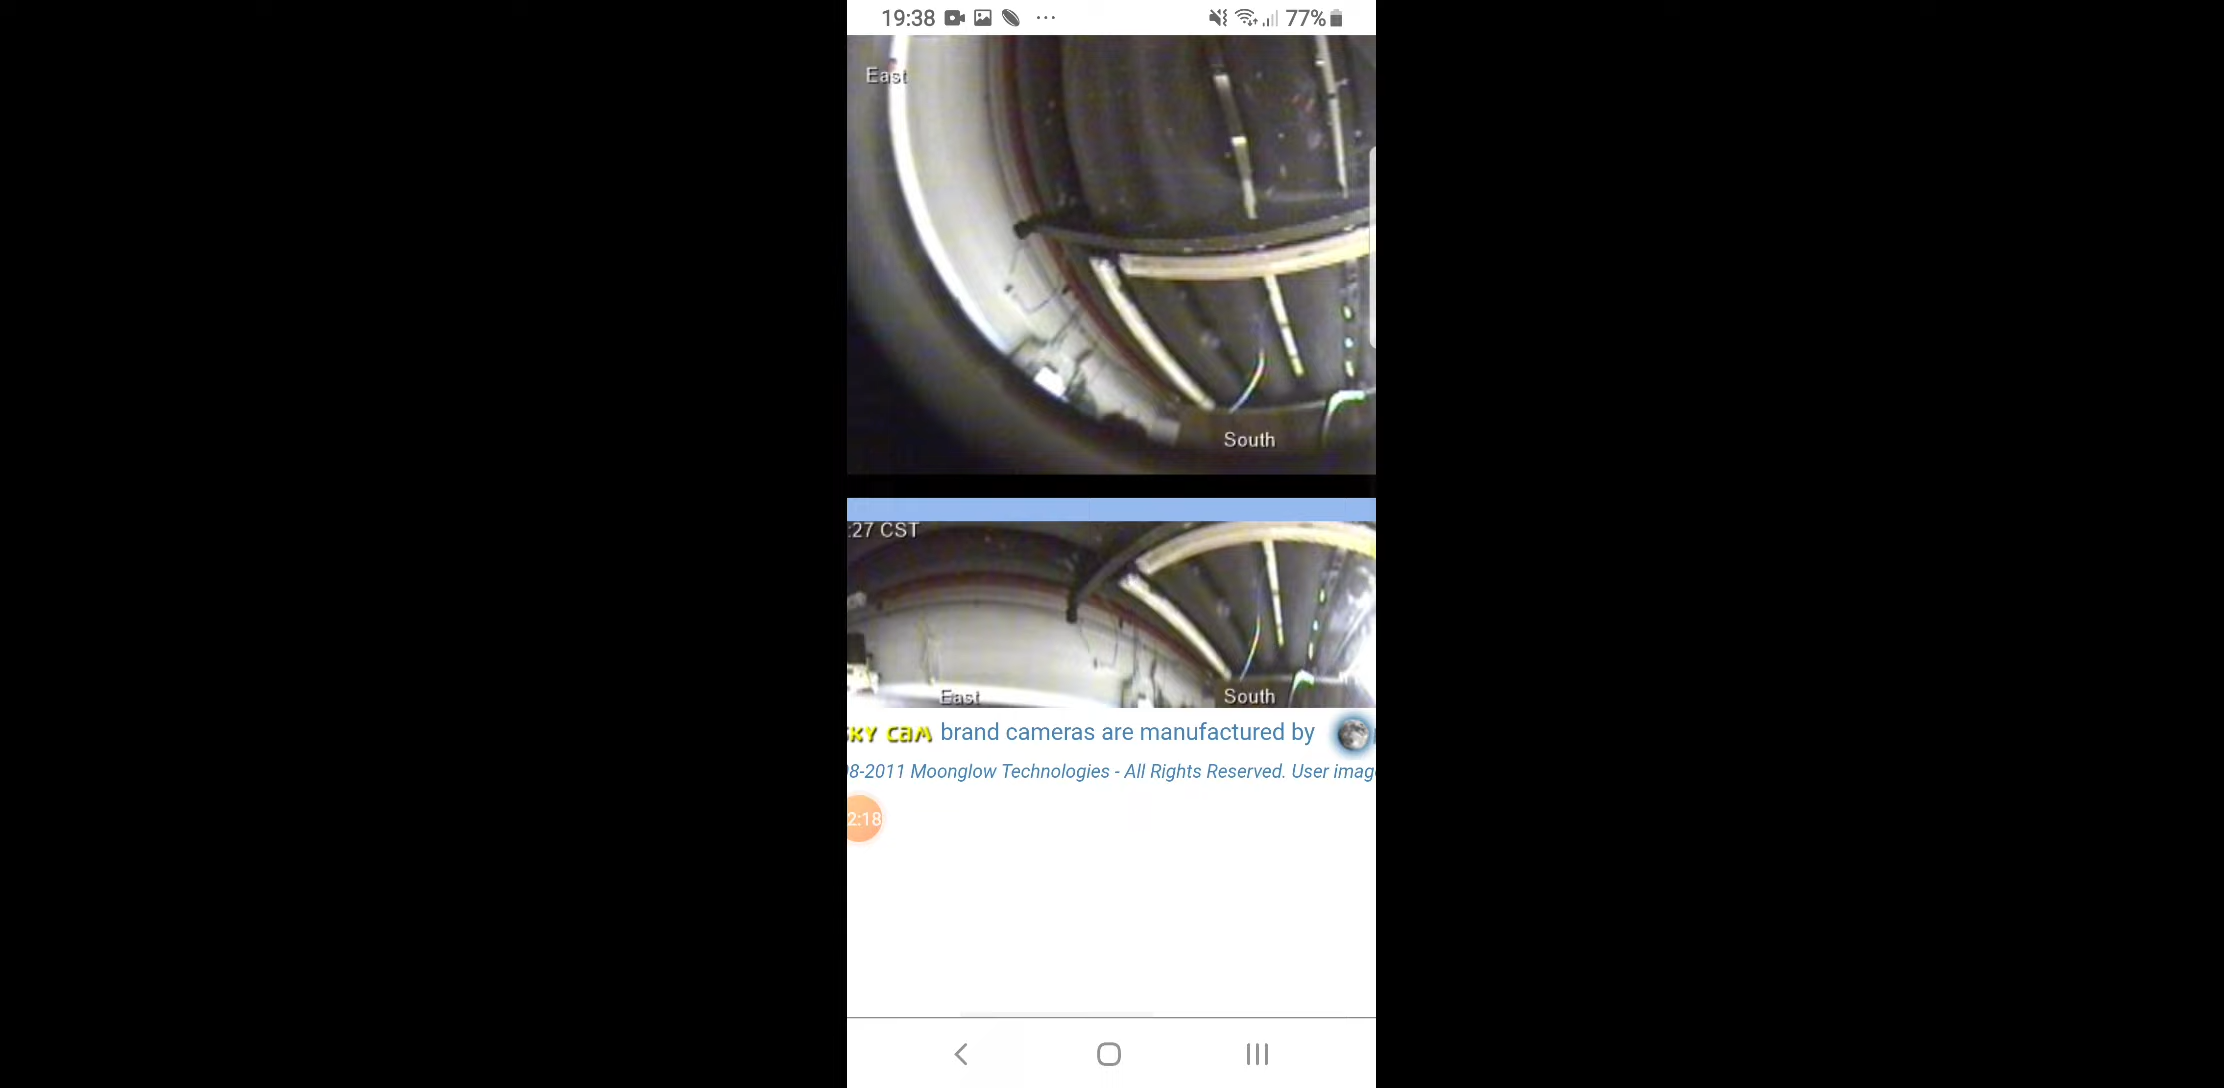 19:38 77%
East
South
:27 CST
East South
SKY CAM brand cameras are manufactured by
8-2011 Moonglow Technologies - All Rights Reserved. User imag
2:18